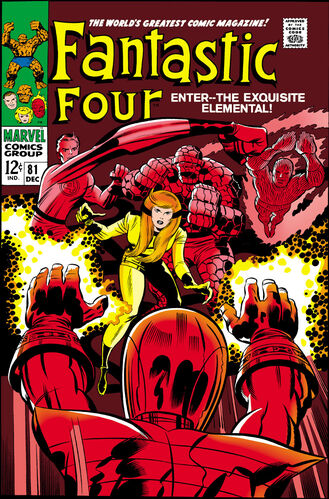 THE WORLD'S GREATEST COMIC MAGAZINE!
Fantastic
Four
APPROVED
BY THE
COMICS
CODE
AUTHORITY
ENTER--THE EXQUISITE
ELEMENTAL!
MARVEL
COMICS
GROUP
12¢
IND.
81
DEC